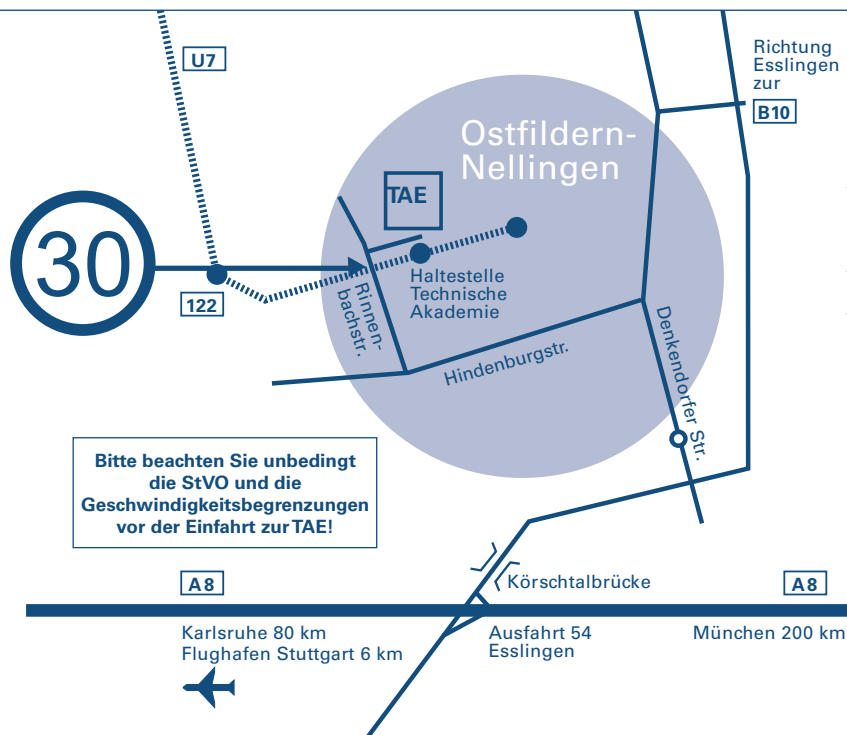 U7
Richtung
Esslingen
zur
B10
Ostfildern-
Nellingen
TAE
30
122
Haltestelle
Technische
Akademie
Rinnen-
bachstr.
Hindenburgstr.
Denkendorfer Str.
Bitte beachten Sie unbedingt
die StVO und die
Geschwindigkeitsbegrenzungen
vor der Einfahrt zur TAE!
A8
Körschtalbrücke
A8
Karlsruhe 80 km
Flughafen Stuttgart 6 km
Ausfahrt 54
Esslingen
München 200 km